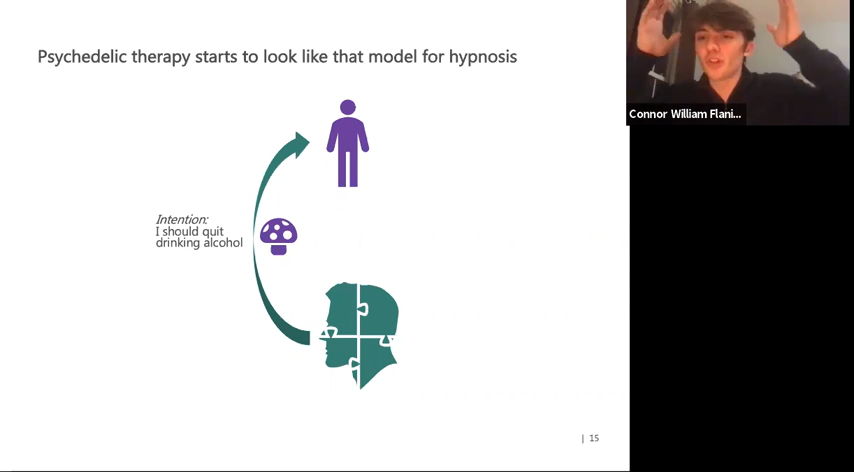 Psychedelic therapy starts to look like that model for hypnosis
Connor William Flani...
Intention:
I should quit
drinking alcohol
| 15